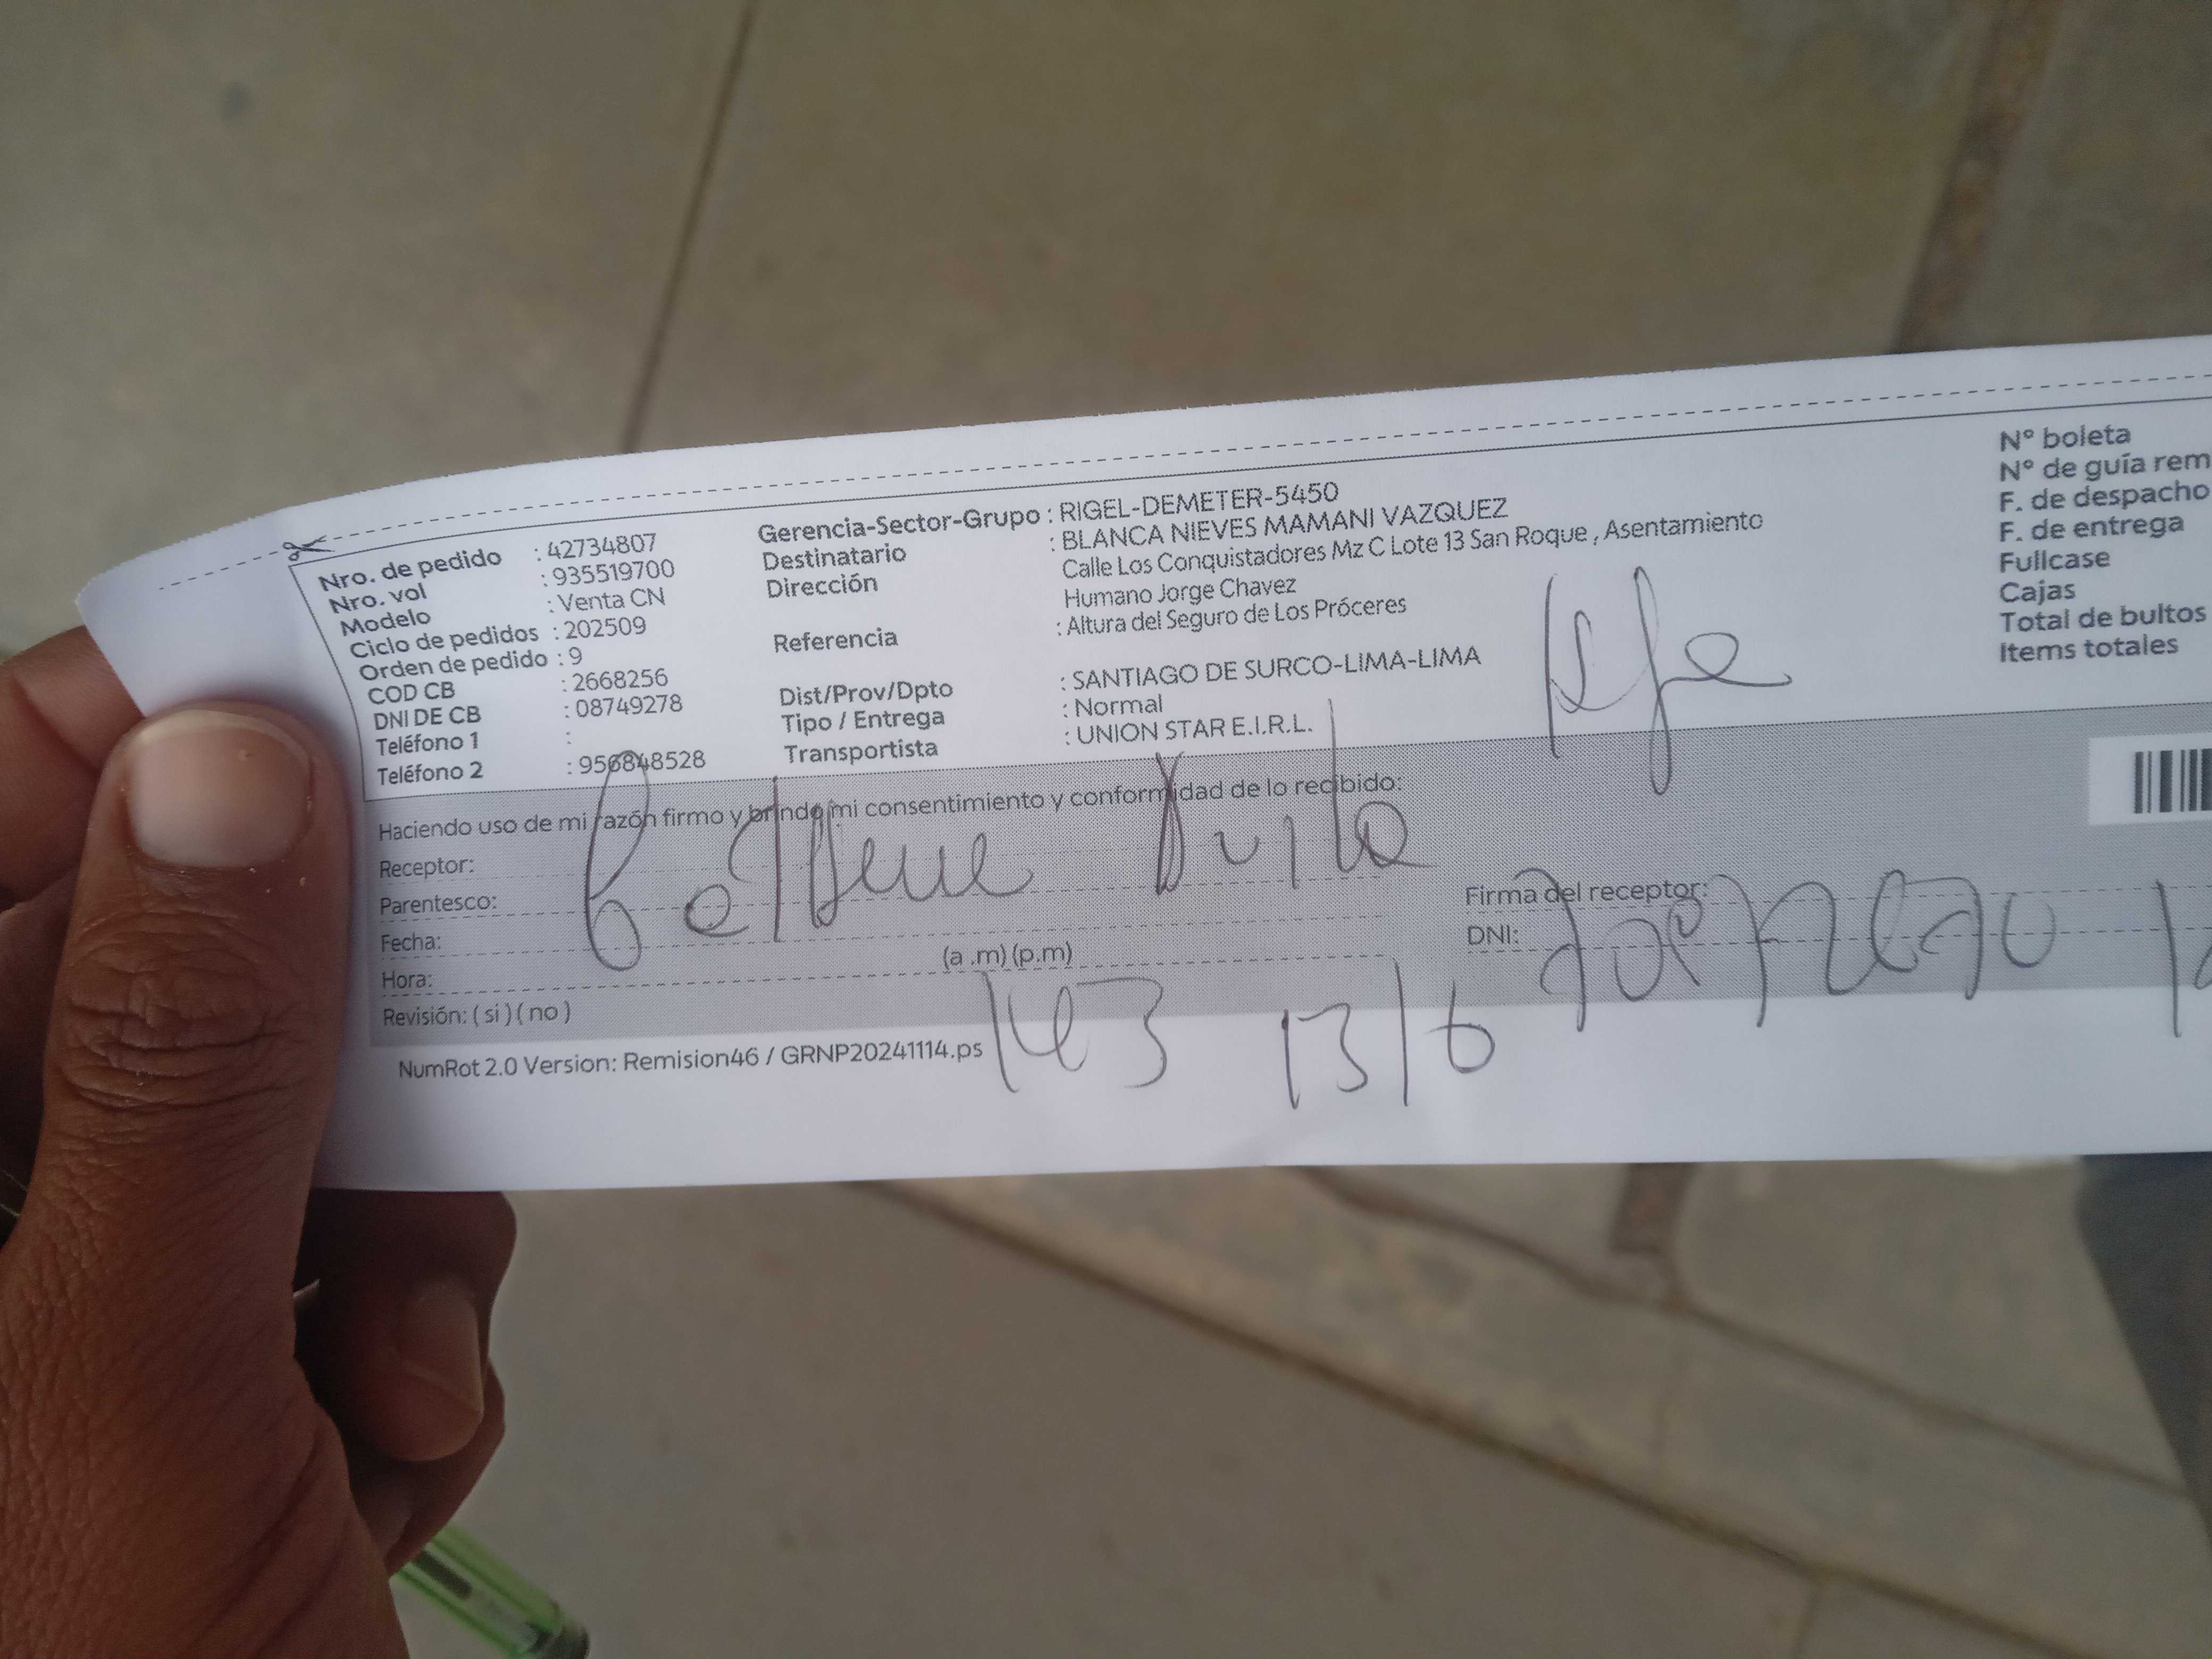 Nro. de pedido : 42734807
Nro. vol : 935519700
Modelo : Venta CN
Ciclo de pedidos : 202509
Orden de pedido : 9
COD CB : 2668256
DNI DE CB : 08749278
Teléfono 1 :
Teléfono 2 : 956848528
Gerencia-Sector-Grupo : RIGEL-DEMETER-5450
Destinatario : BLANCA NIEVES MAMANI VAZQUEZ
Dirección : Calle Los Conquistadores Mz C Lote 13 San Roque , Asentamiento
Humano Jorge Chavez
Referencia : Altura del Seguro de Los Próceres
Dist/Prov/Dpto : SANTIAGO DE SURCO-LIMA-LIMA
Tipo / Entrega : Normal
Transportista : UNION STAR E.I.R.L.
N° boleta
N° de guía rem
F. de despacho
F. de entrega
Fullcase
Cajas
Total de bultos
Items totales
Haciendo uso de mi razón firmo y brindo mi consentimiento y conformidad de lo recibido:
Receptor:
Parentesco:
Fecha:
Hora: (a .m) (p.m)
Revisión: ( si ) ( no )
Firma del receptor:
DNI:
NumRot 2.0 Version: Remision46 / GRNP20241114.ps
143 13/6